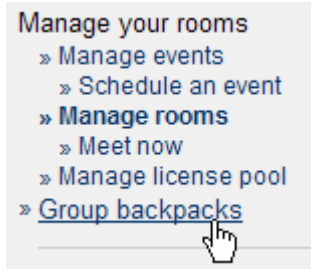 Manage your rooms
» Manage events
» Schedule an event
» Manage rooms
» Meet now
» Manage license pool
» Group backpacks